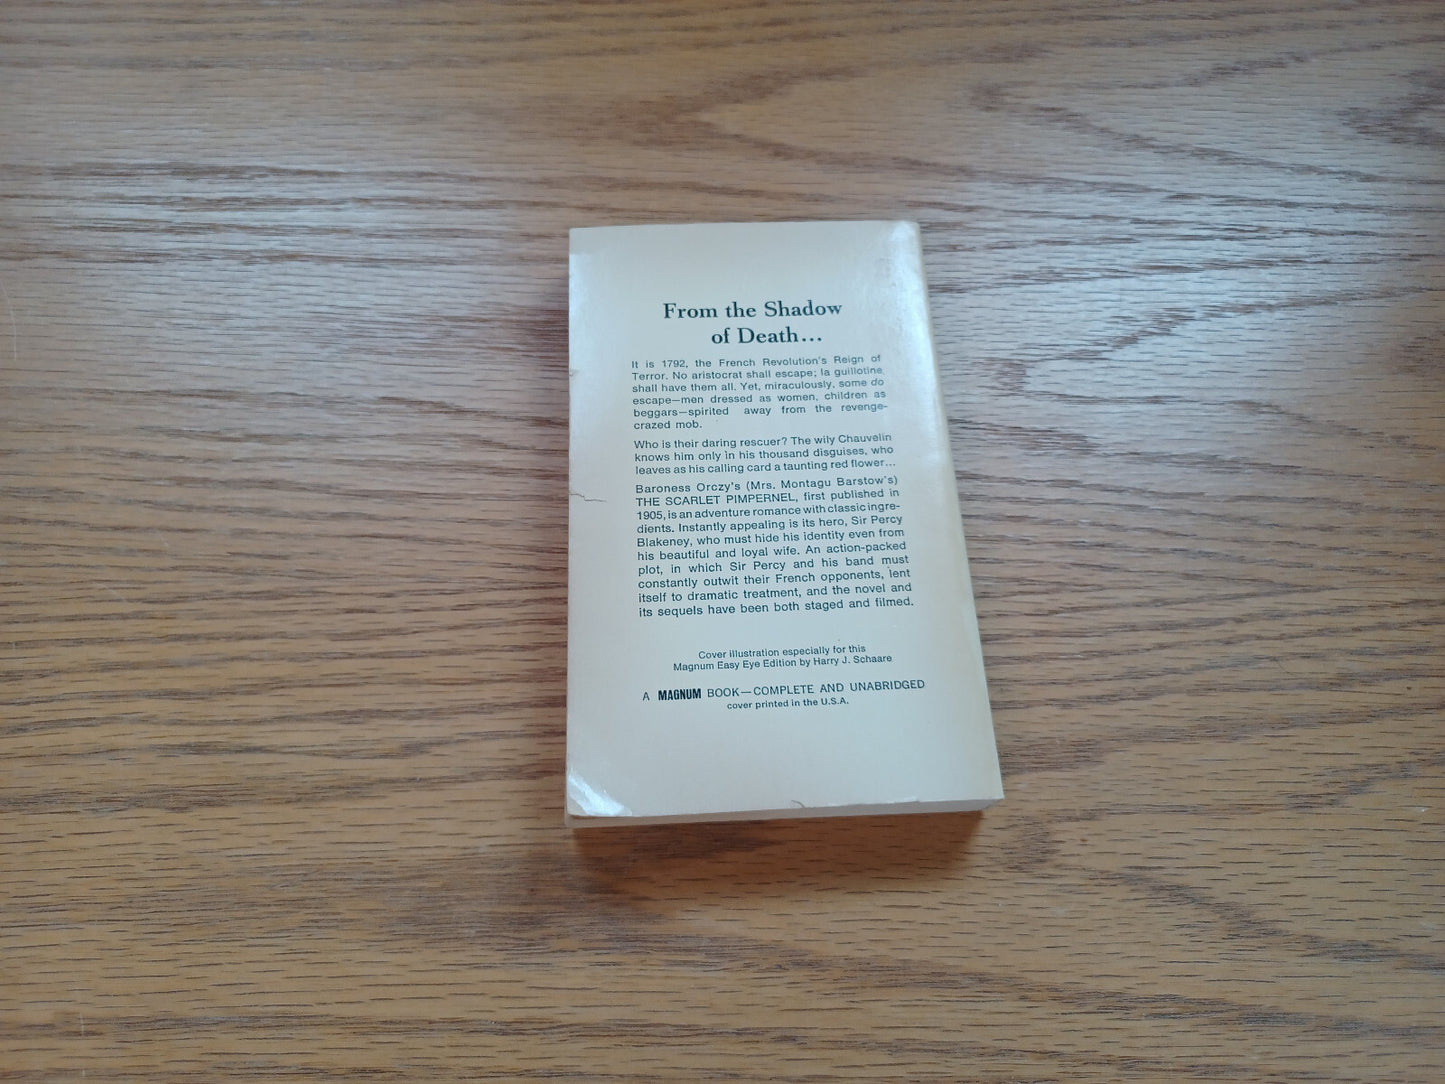 From the Shadow
of Death...
It is 1792, the French Revolution's Reign of
Terror. No aristocrat shall escape; la guillotine
shall have them all. Yet, miraculously, some do
escape—men dressed as women, children as
beggars—spirited away from the revenge-
crazed mob.
Who is their daring rescuer? The wily Chauvelin
knows him only in his thousand disguises, who
leaves as his calling card a taunting red flower...
Baroness Orczy's (Mrs. Montagu Barstow's)
THE SCARLET PIMPERNEL, first published in
1905, is an adventure romance with classic ingre-
dients. Instantly appealing is its hero, Sir Percy
Blakeney, who must hide his identity even from
his beautiful and loyal wife. An action-packed
plot, in which Sir Percy and his band must
constantly outwit their French opponents, lent
itself to dramatic treatment, and the novel and
its sequels have been both staged and filmed.
Cover illustration especially for this
Magnum Easy Eye Edition by Harry J. Schaare
A MAGNUM BOOK—COMPLETE AND UNABRIDGED
cover printed in the U.S.A.